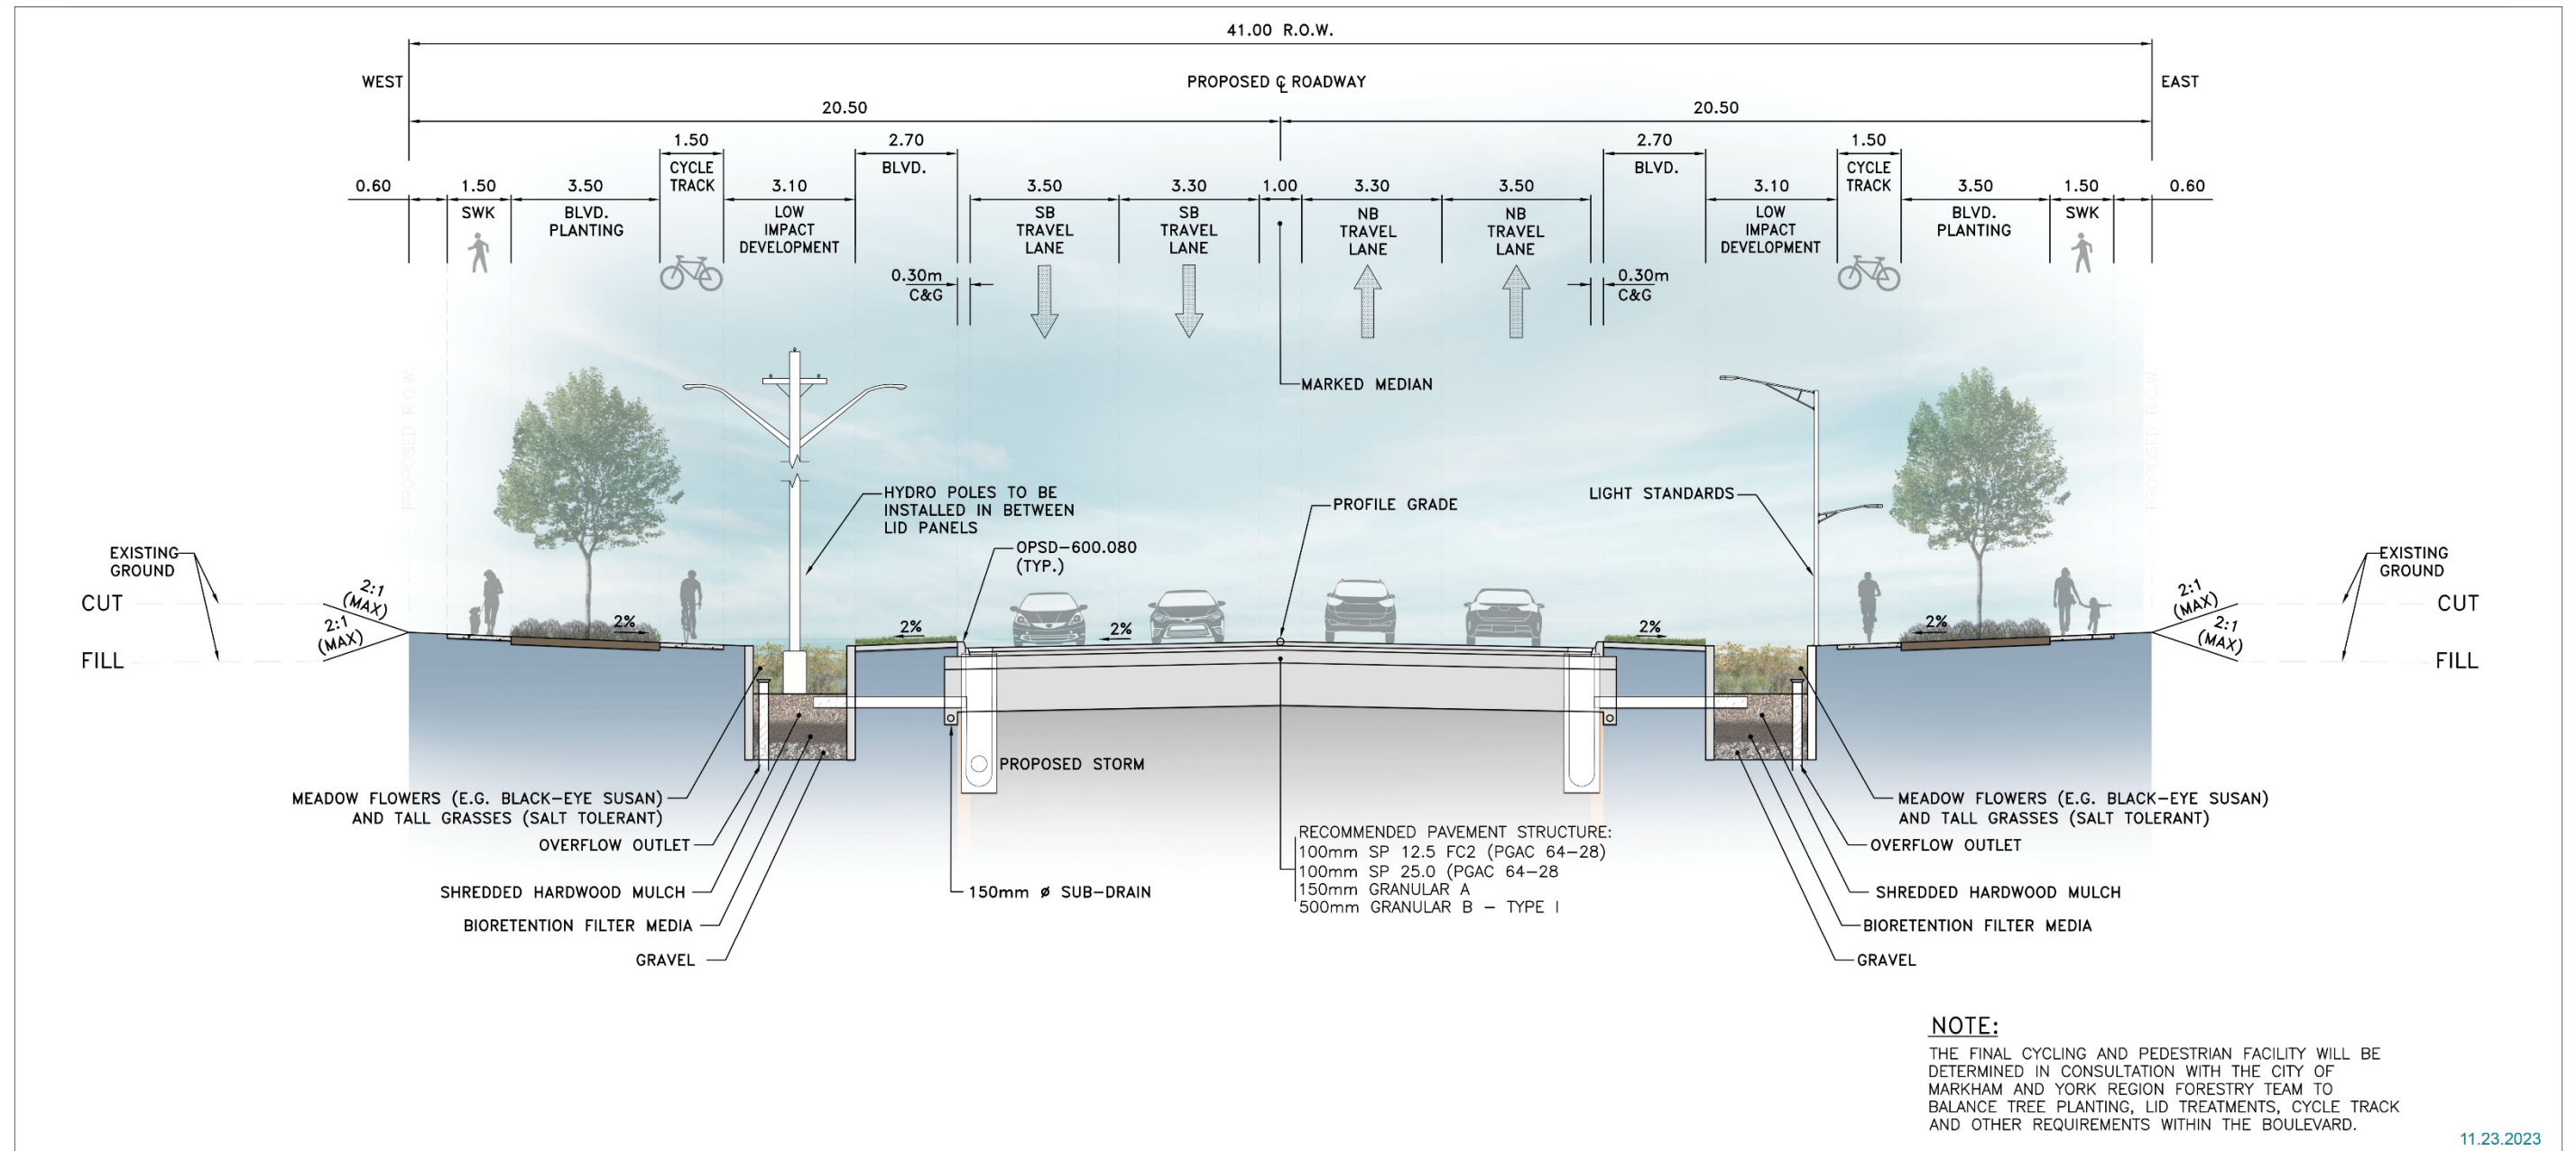 41.00 R.O.W.
WEST
PROPOSED ℄ ROADWAY
EAST
20.50
20.50
1.50
2.70
2.70
1.50
CYCLE
TRACK
BLVD.
BLVD.
CYCLE
TRACK
0.60
1.50
3.50
3.10
3.50
3.30
1.00
3.30
3.50
3.10
3.50
1.50
0.60
SWK
BLVD.
PLANTING
LOW
IMPACT
DEVELOPMENT
SB
TRAVEL
LANE
SB
TRAVEL
LANE
NB
TRAVEL
LANE
NB
TRAVEL
LANE
LOW
IMPACT
DEVELOPMENT
BLVD.
PLANTING
SWK
0.30m
C&G
0.30m
C&G
MARKED MEDIAN
PROPOSED R.O.W.
PROPOSED R.O.W.
HYDRO POLES TO BE
INSTALLED IN BETWEEN
LID PANELS
PROFILE GRADE
LIGHT STANDARDS
OPSD-600.080
(TYP.)
EXISTING
GROUND
EXISTING
GROUND
CUT
2:1
(MAX)
2:1
(MAX)
FILL
2%
2%
2%
2%
2%
2:1
(MAX)
2:1
(MAX)
CUT
FILL
PROPOSED STORM
MEADOW FLOWERS (E.G. BLACK-EYE SUSAN)
AND TALL GRASSES (SALT TOLERANT)
OVERFLOW OUTLET
SHREDDED HARDWOOD MULCH
BIORETENTION FILTER MEDIA
GRAVEL
150mm ø SUB-DRAIN
RECOMMENDED PAVEMENT STRUCTURE:
100mm SP 12.5 FC2 (PGAC 64-28)
100mm SP 25.0 (PGAC 64-28
150mm GRANULAR A
500mm GRANULAR B - TYPE I
MEADOW FLOWERS (E.G. BLACK-EYE SUSAN)
AND TALL GRASSES (SALT TOLERANT)
OVERFLOW OUTLET
SHREDDED HARDWOOD MULCH
BIORETENTION FILTER MEDIA
GRAVEL
NOTE:
THE FINAL CYCLING AND PEDESTRIAN FACILITY WILL BE
DETERMINED IN CONSULTATION WITH THE CITY OF
MARKHAM AND YORK REGION FORESTRY TEAM TO
BALANCE TREE PLANTING, LID TREATMENTS, CYCLE TRACK
AND OTHER REQUIREMENTS WITHIN THE BOULEVARD.
11.23.2023